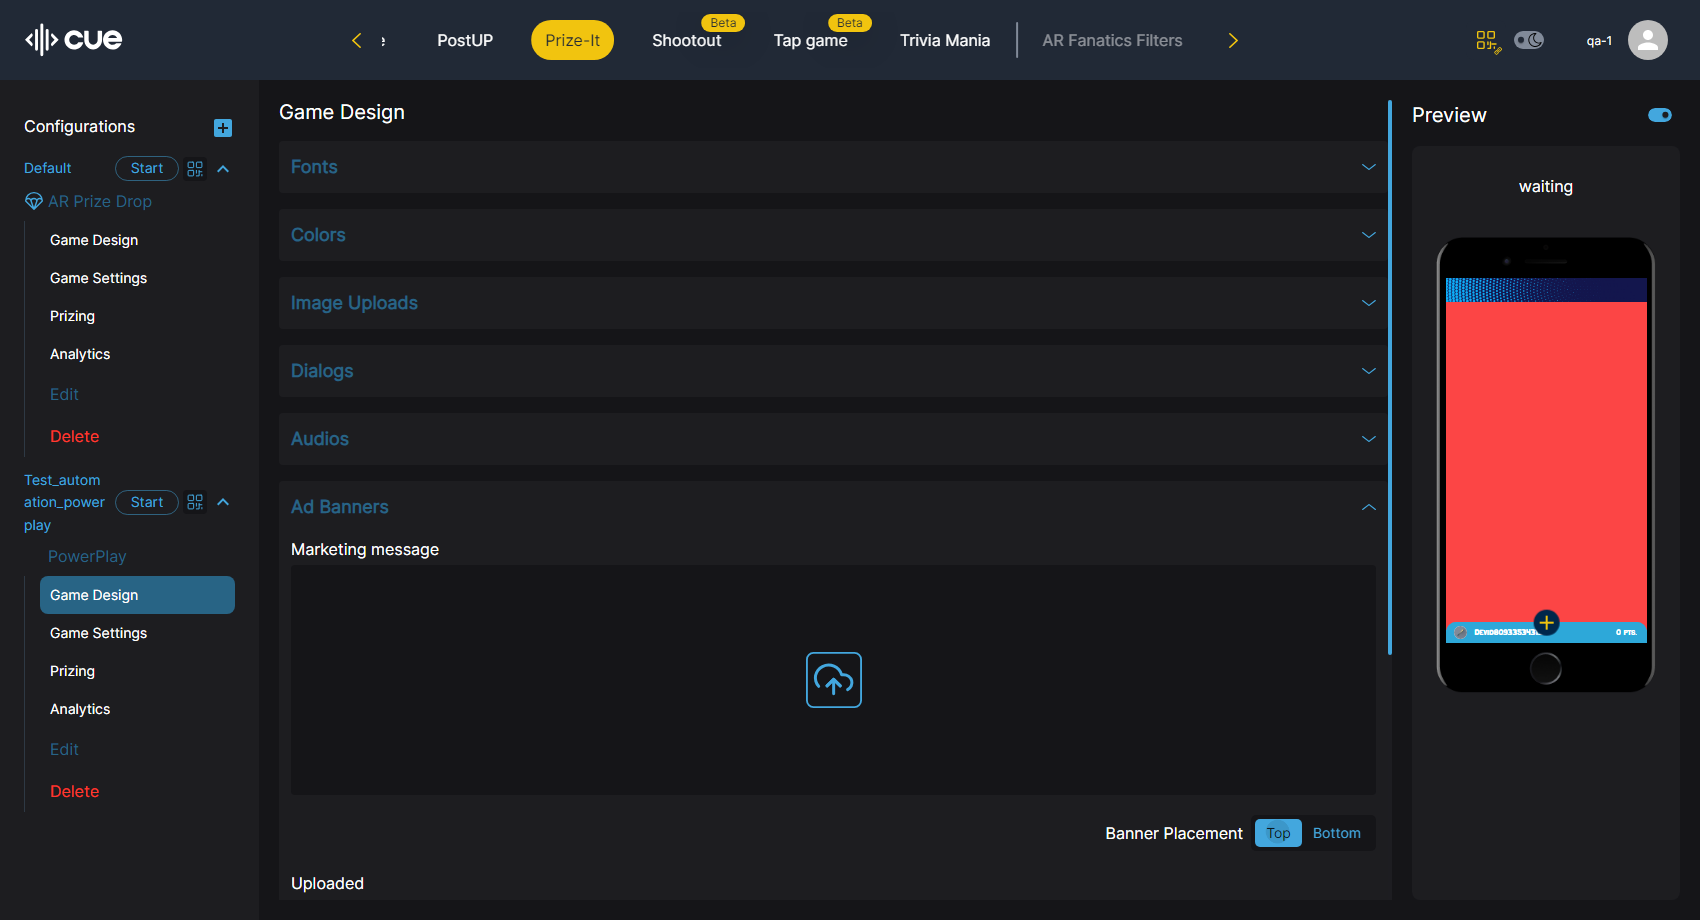 cue
PostUP
Prize-It
Shootout
Beta
Tap game
Beta
Trivia Mania
AR Fanatics Filters
qa-1
Configurations
Default
Start
AR Prize Drop
Game Design
Game Settings
Prizing
Analytics
Edit
Delete
Test_autom
ation_power
play
Start
PowerPlay
Game Design
Game Settings
Prizing
Analytics
Edit
Delete
Game Design
Fonts
Colors
Image Uploads
Dialogs
Audios
Ad Banners
Marketing message
Banner Placement
Top
Bottom
Uploaded
Preview
waiting
0 PTS.